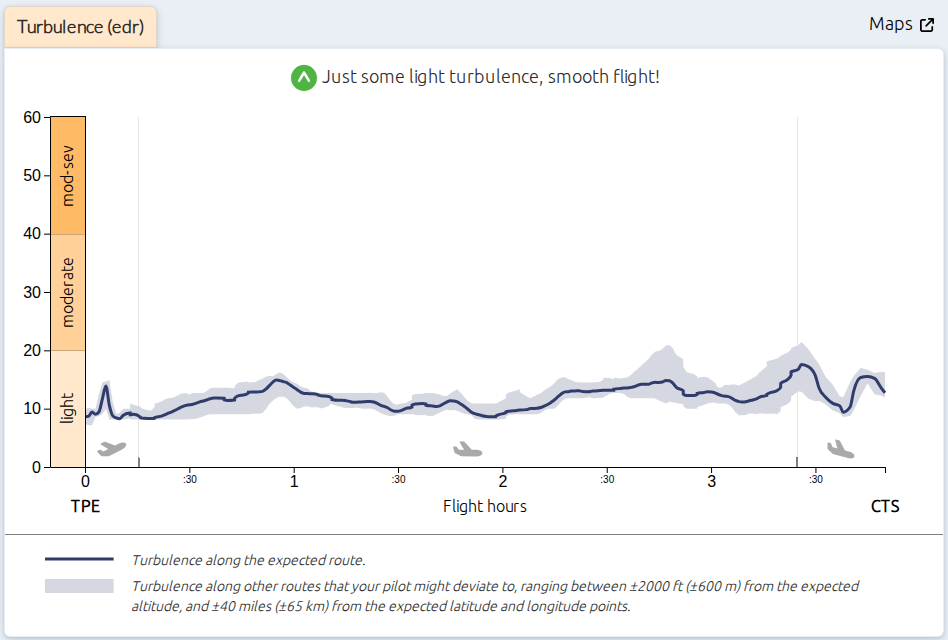 Turbulence (edr)
Maps
Just some light turbulence, smooth flight!
60
50
40
30
20
10
0
mod-sev
moderate
light
0
:30
1
:30
2
:30
3
:30
TPE
Flight hours
CTS
Turbulence along the expected route.
Turbulence along other routes that your pilot might deviate to, ranging between ±2000 ft (±600 m) from the expected
altitude, and ±40 miles (±65 km) from the expected latitude and longitude points.